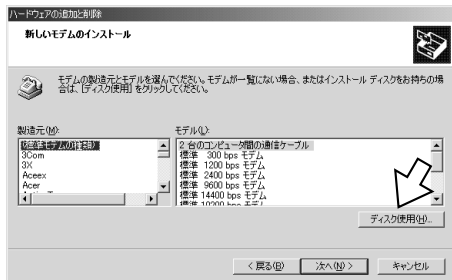 ハードウェアの追加と削除
新しいモデムのインストール
モデムの製造元とモデルを選んでください。モデムが一覧にない場合、またはインストール ディスクをお持ちの場
合は、[ディスク使用] をクリックしてください。
製造元(M):
(標準モデムの種類)
3Com
3X
Aceex
Acer
モデル(L):
2 台のコンピュータ間の通信ケーブル
標準 300 bps モデム
標準 1200 bps モデム
標準 2400 bps モデム
標準 9600 bps モデム
標準 14400 bps モデム
標準 19200 bps モデム
ディスク使用(H)...
< 戻る(B)
次へ(N) >
キャンセル